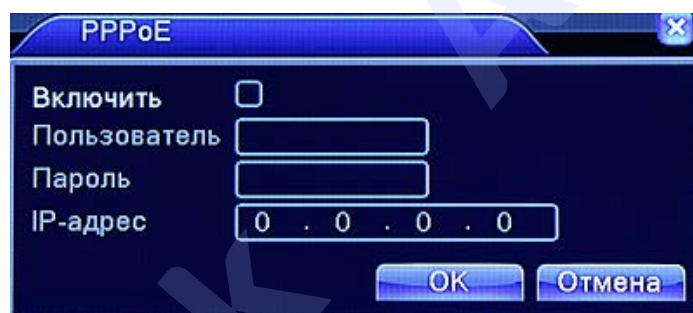 PPPoE
Включить
Пользователь
Пароль
IP-адрес 0 . 0 . 0 . 0
OK Отмена